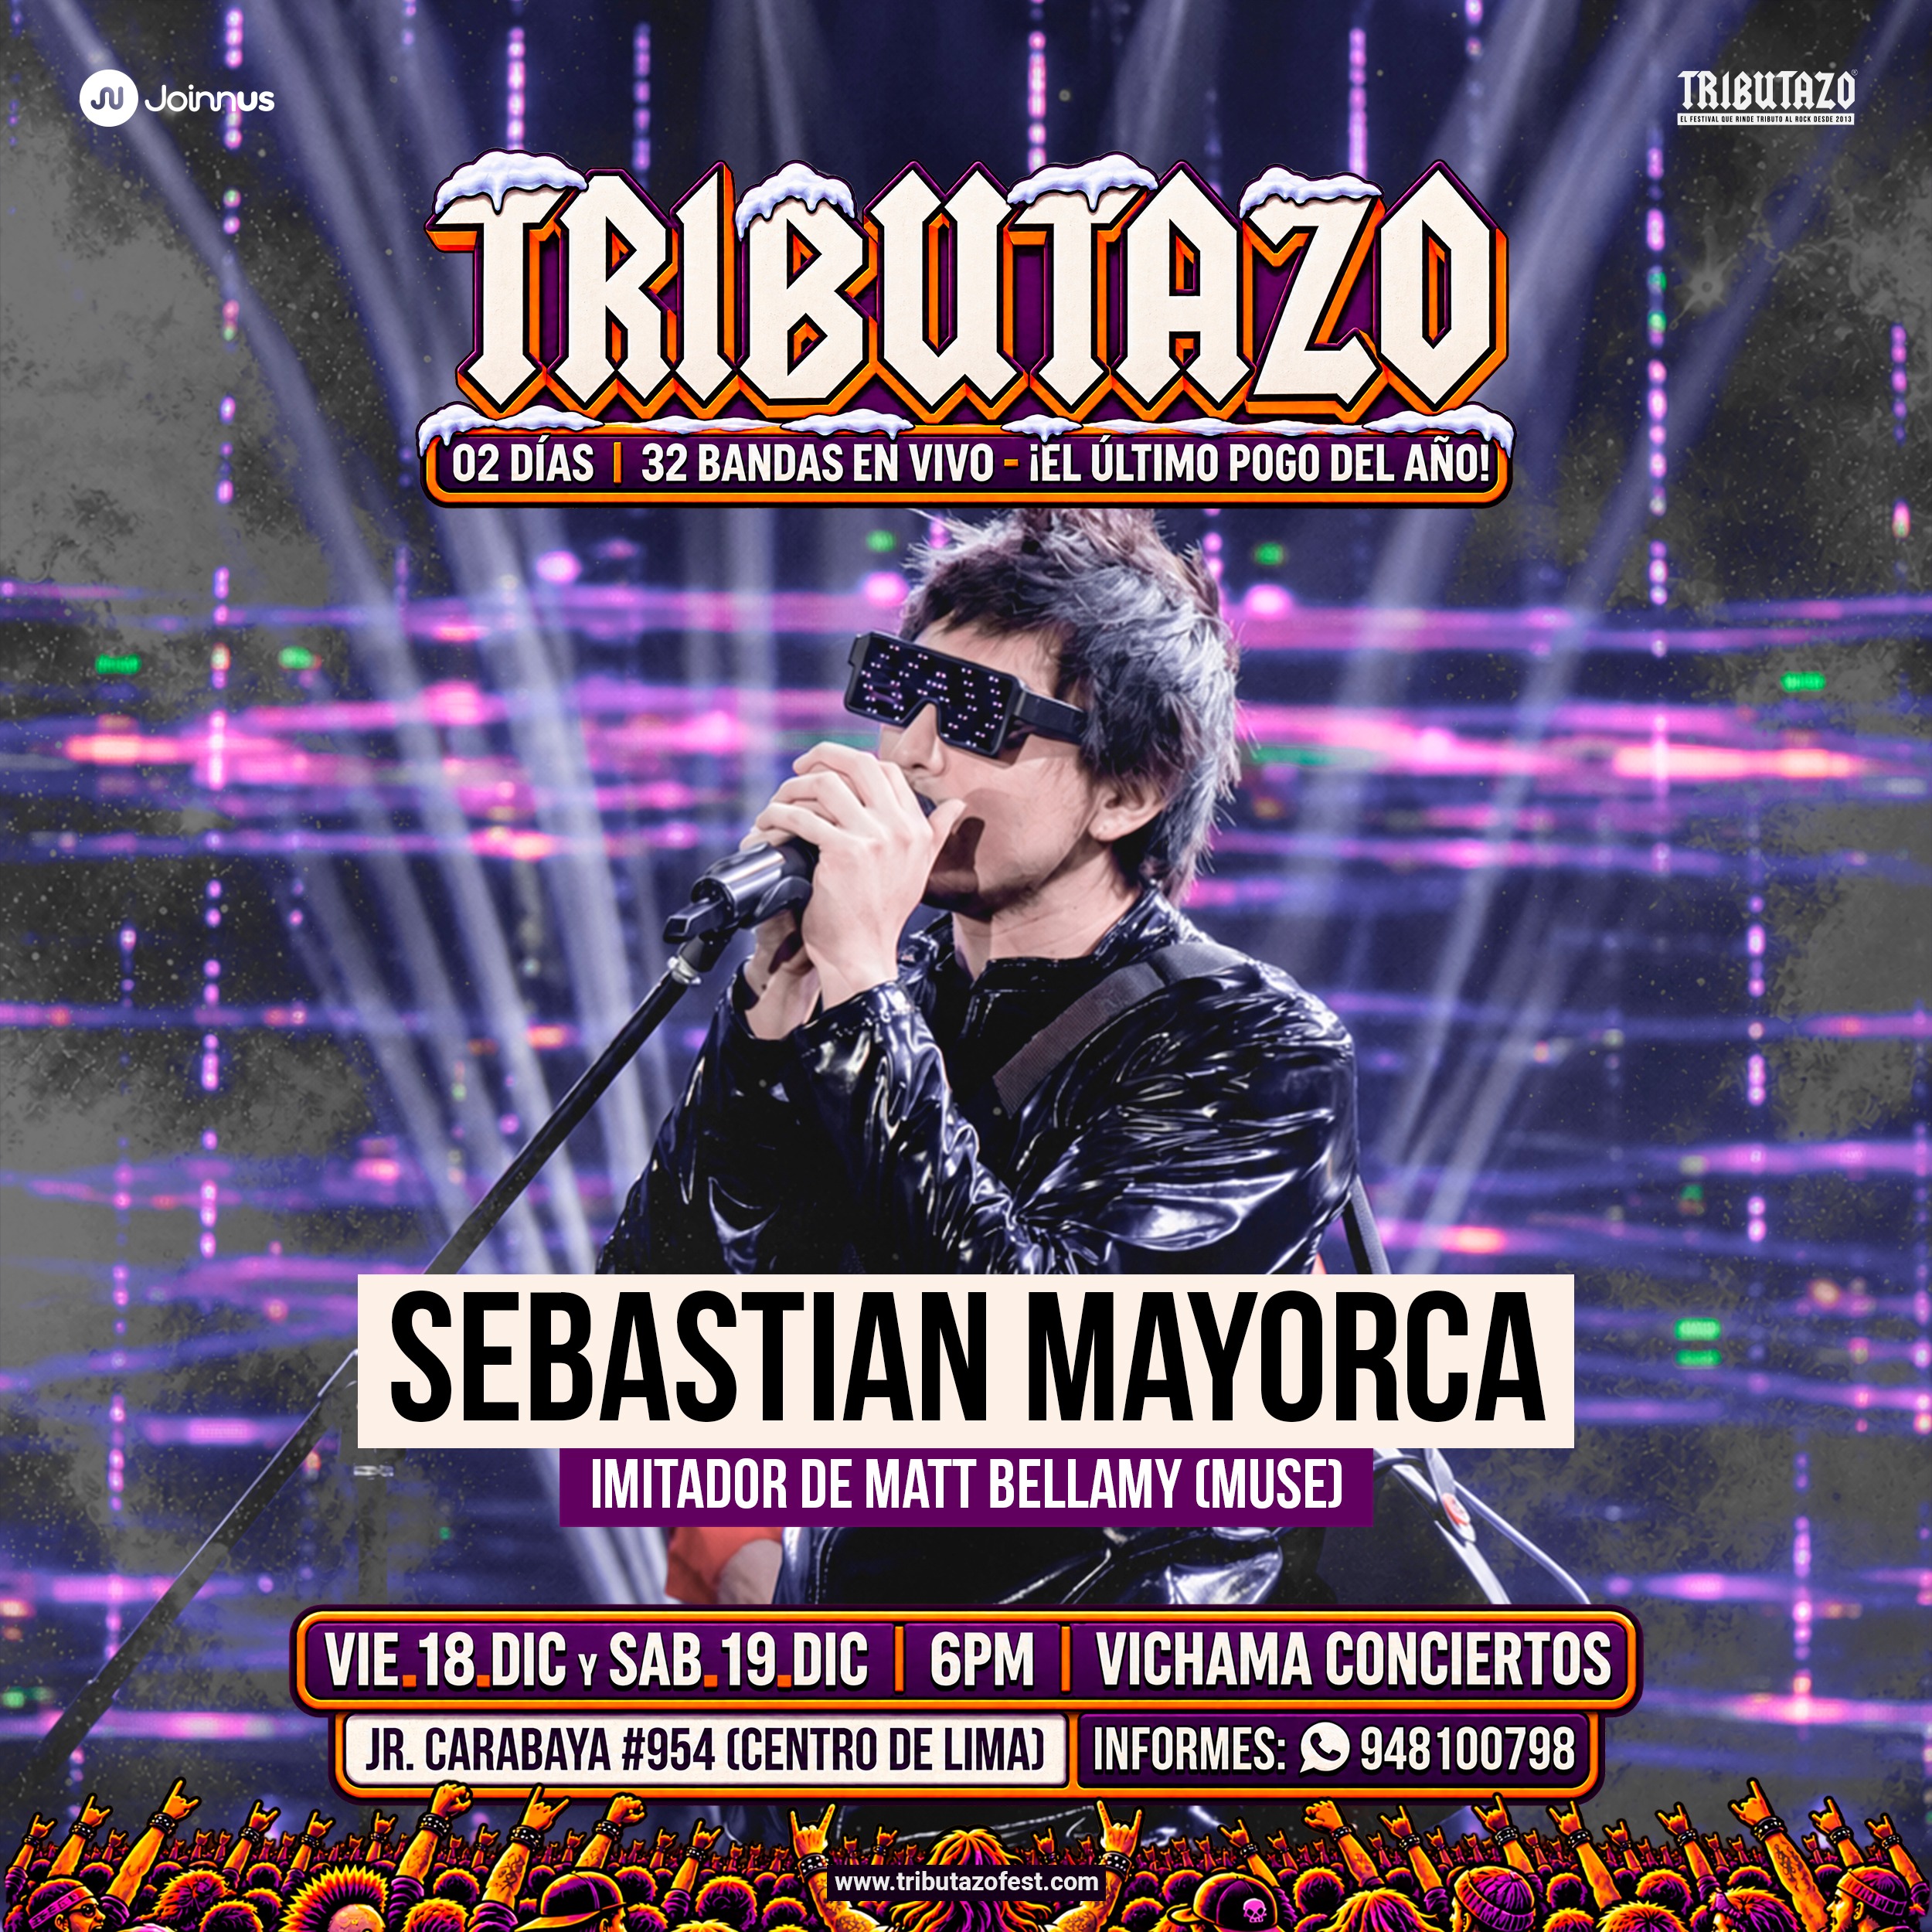 Joinnus
TRIBUTAZO®
EL FESTIVAL QUE RINDE TRIBUTO AL ROCK DESDE 2013
TRIBUTAZO
02 DÍAS | 32 BANDAS EN VIVO - ¡EL ÚLTIMO POGO DEL AÑO!
SEBASTIAN MAYORCA
IMITADOR DE MATT BELLAMY (MUSE)
VIE.18.DIC Y SAB.19.DIC | 6PM | VICHAMA CONCIERTOS
JR. CARABAYA #954 (CENTRO DE LIMA) INFORMES: 948100798
www.tributazofest.com